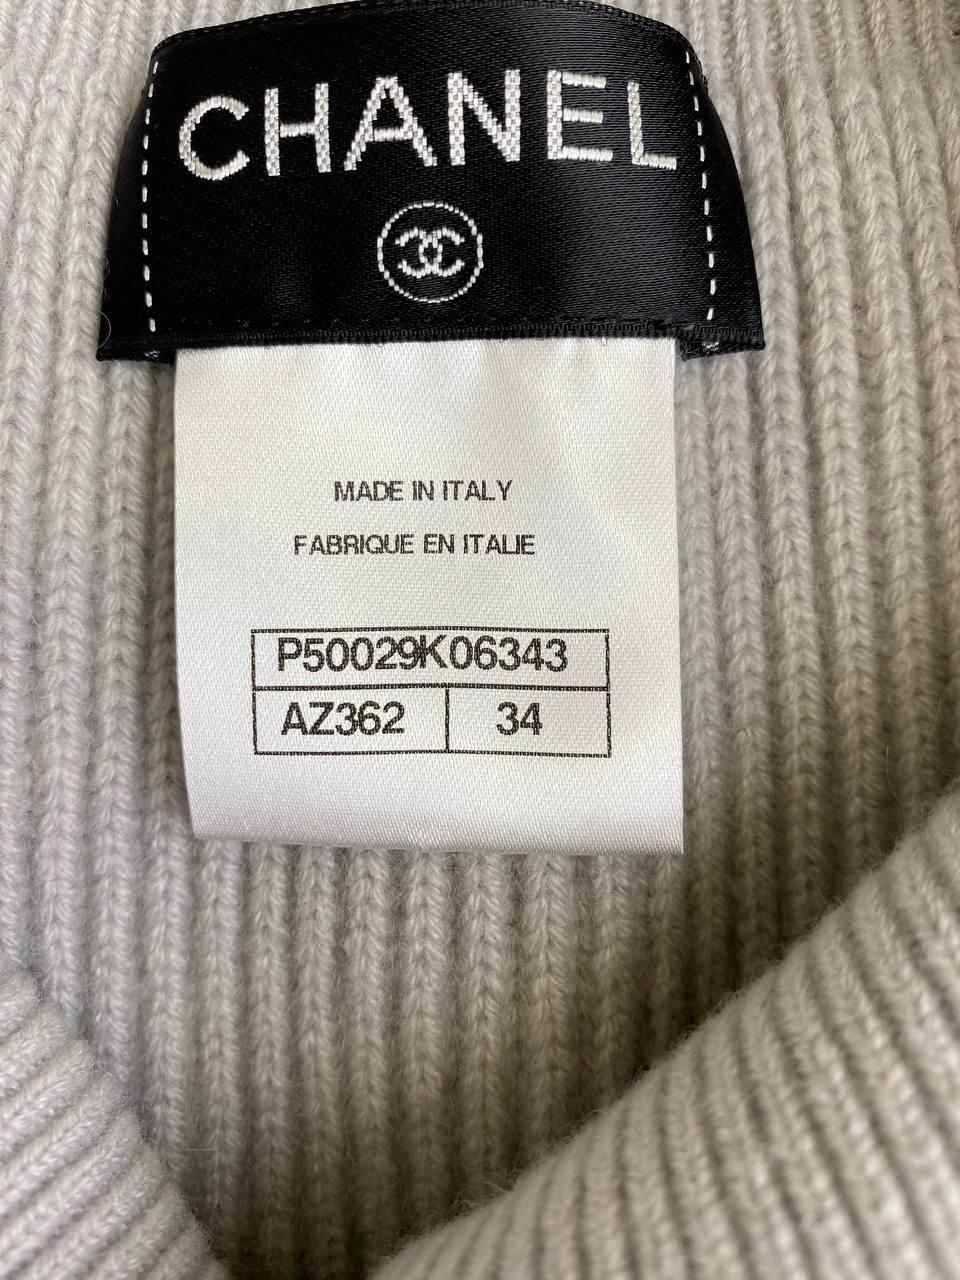 CHANEL
MADE IN ITALY
FABRIQUE EN ITALIE
P50029K06343
AZ362 34